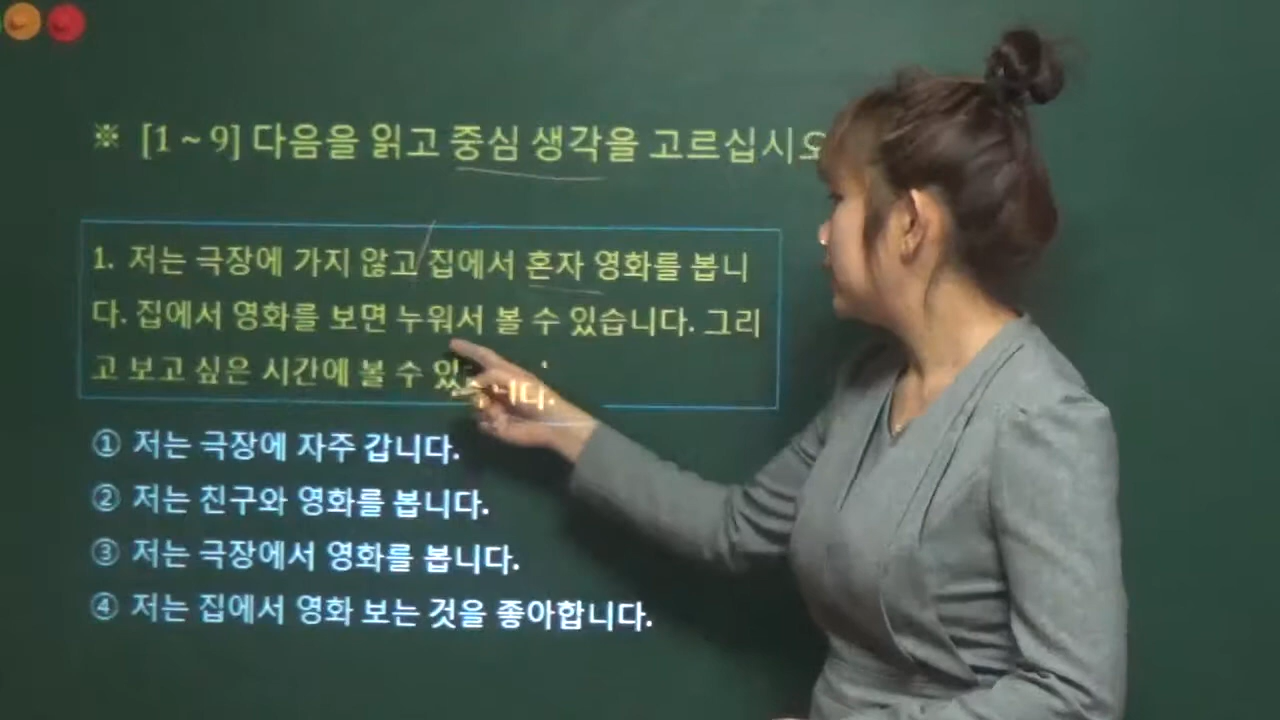 ※ [1 ~ 9] 다음을 읽고 중심 생각을 고르십시오
1. 저는 극장에 가지 않고 집에서 혼자 영화를 봅니
다. 집에서 영화를 보면 누워서 볼 수 있습니다. 그리
고 보고 싶은 시간에 볼 수 있습니다.
① 저는 극장에 자주 갑니다.
② 저는 친구와 영화를 봅니다.
③ 저는 극장에서 영화를 봅니다.
④ 저는 집에서 영화 보는 것을 좋아합니다.